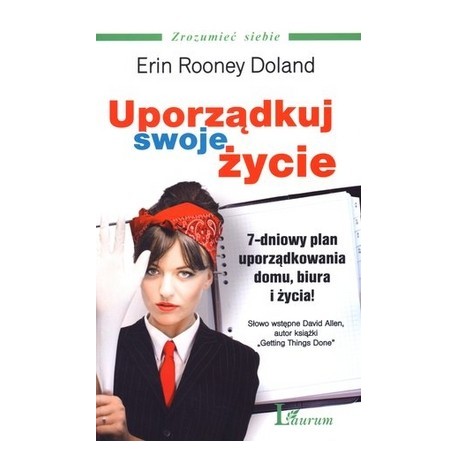 Zrozumieć siebie
Erin Rooney Doland
Uporządkuj
swoje
życie
7-dniowy plan
uporządkowania
domu, biura
i życia!
Słowo wstępne David Allen,
autor książki
„Getting Things Done”
Laurum